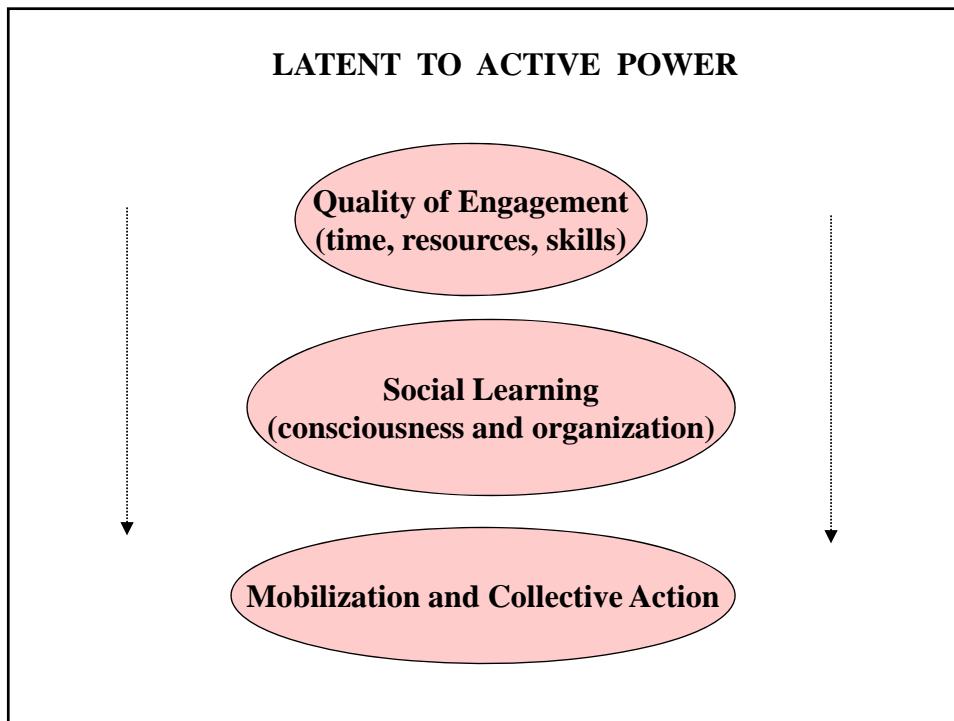 LATENT TO ACTIVE POWER
Quality of Engagement
(time, resources, skills)
Social Learning
(consciousness and organization)
Mobilization and Collective Action